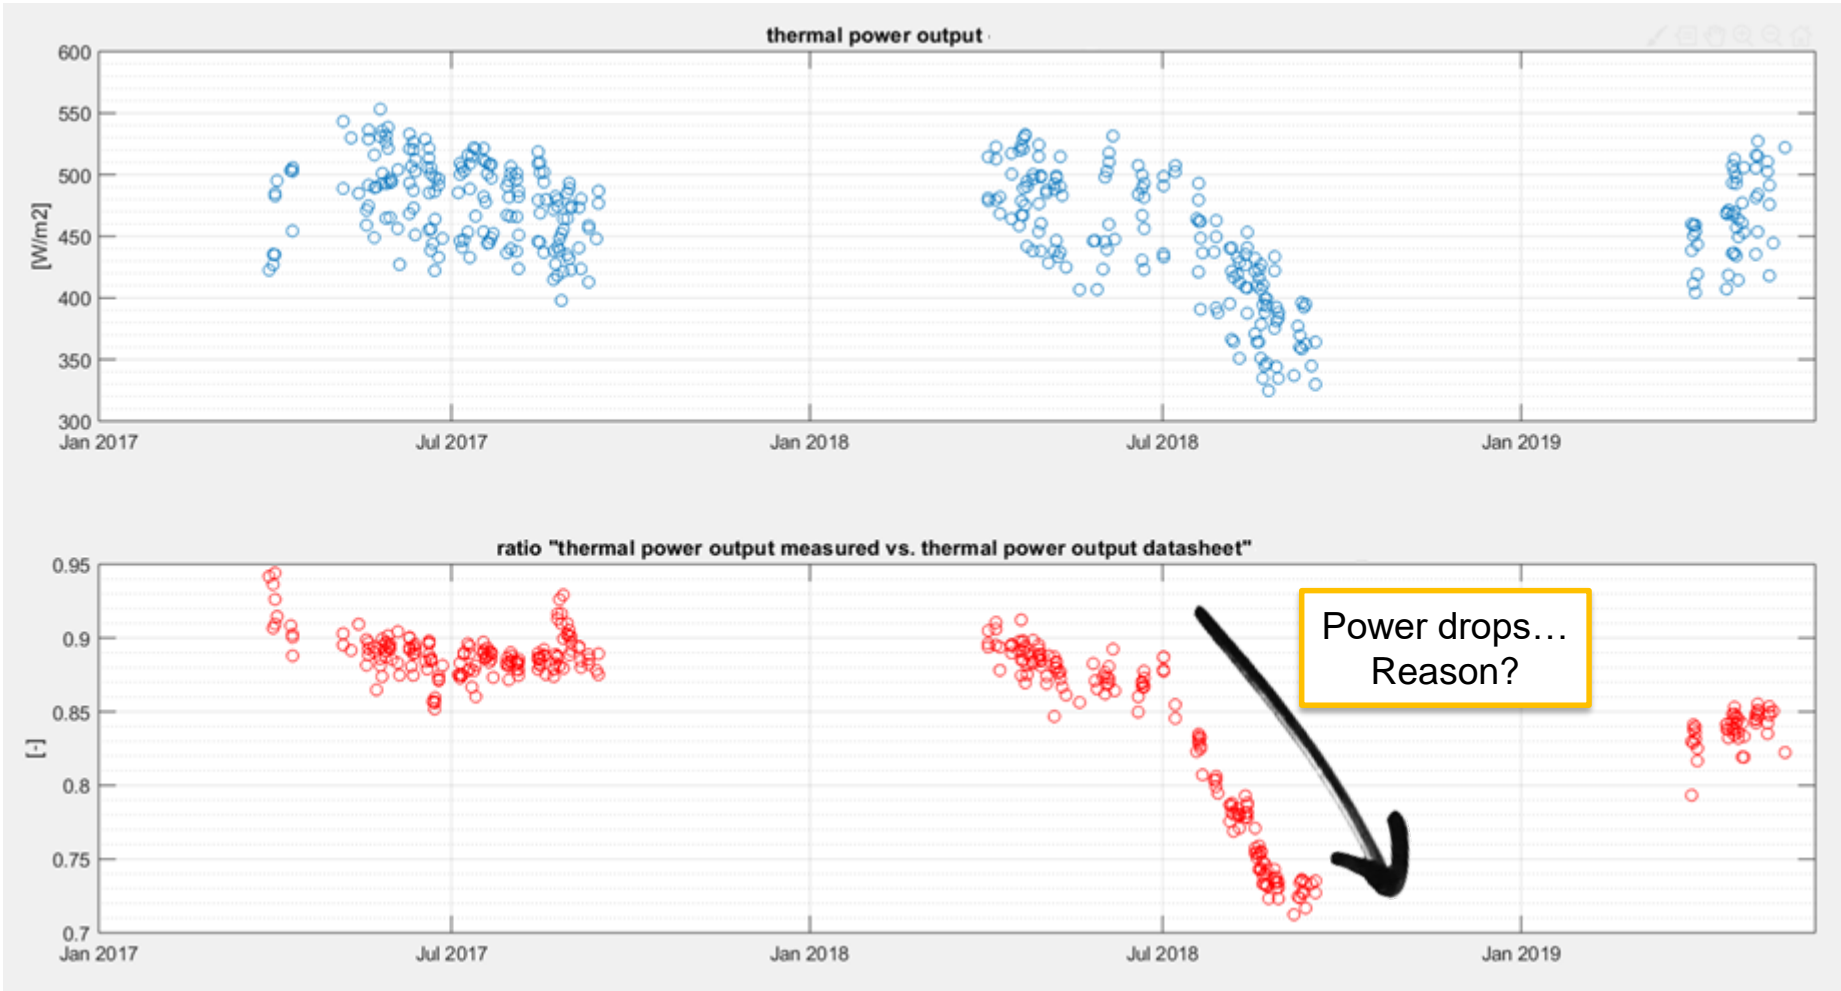 thermal power output
600
550
500
450
400
350
300
[W/m2]
Jan 2017
Jul 2017
Jan 2018
Jul 2018
Jan 2019
ratio "thermal power output measured vs. thermal power output datasheet"
0.95
0.9
0.85
0.8
0.75
0.7
[-]
Power drops…
Reason?
Jan 2017
Jul 2017
Jan 2018
Jul 2018
Jan 2019